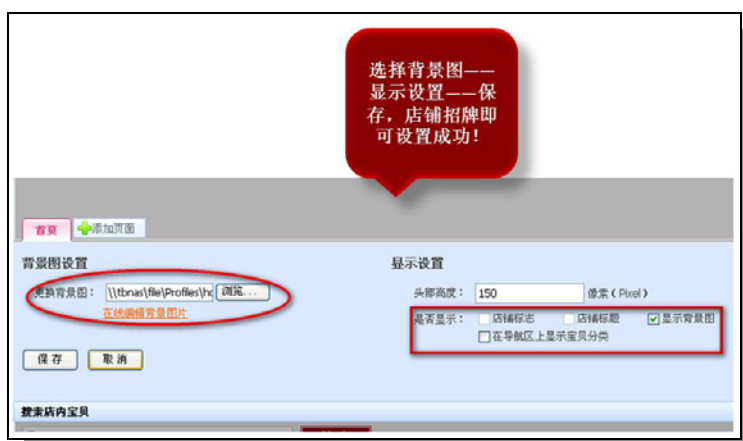 选择背景图——
显示设置——保
存，店铺招牌即
可设置成功！
首页 添加页面
背景图设置
更换背景图： \\tbnas\file\Profiles\hc 浏览...
在线编辑背景图片
保存 取消
显示设置
头部高度： 150 像素（Pixel）
是否显示： 店铺标志 店铺标题 显示背景图
在导航区上显示宝贝分类
搜索店内宝贝